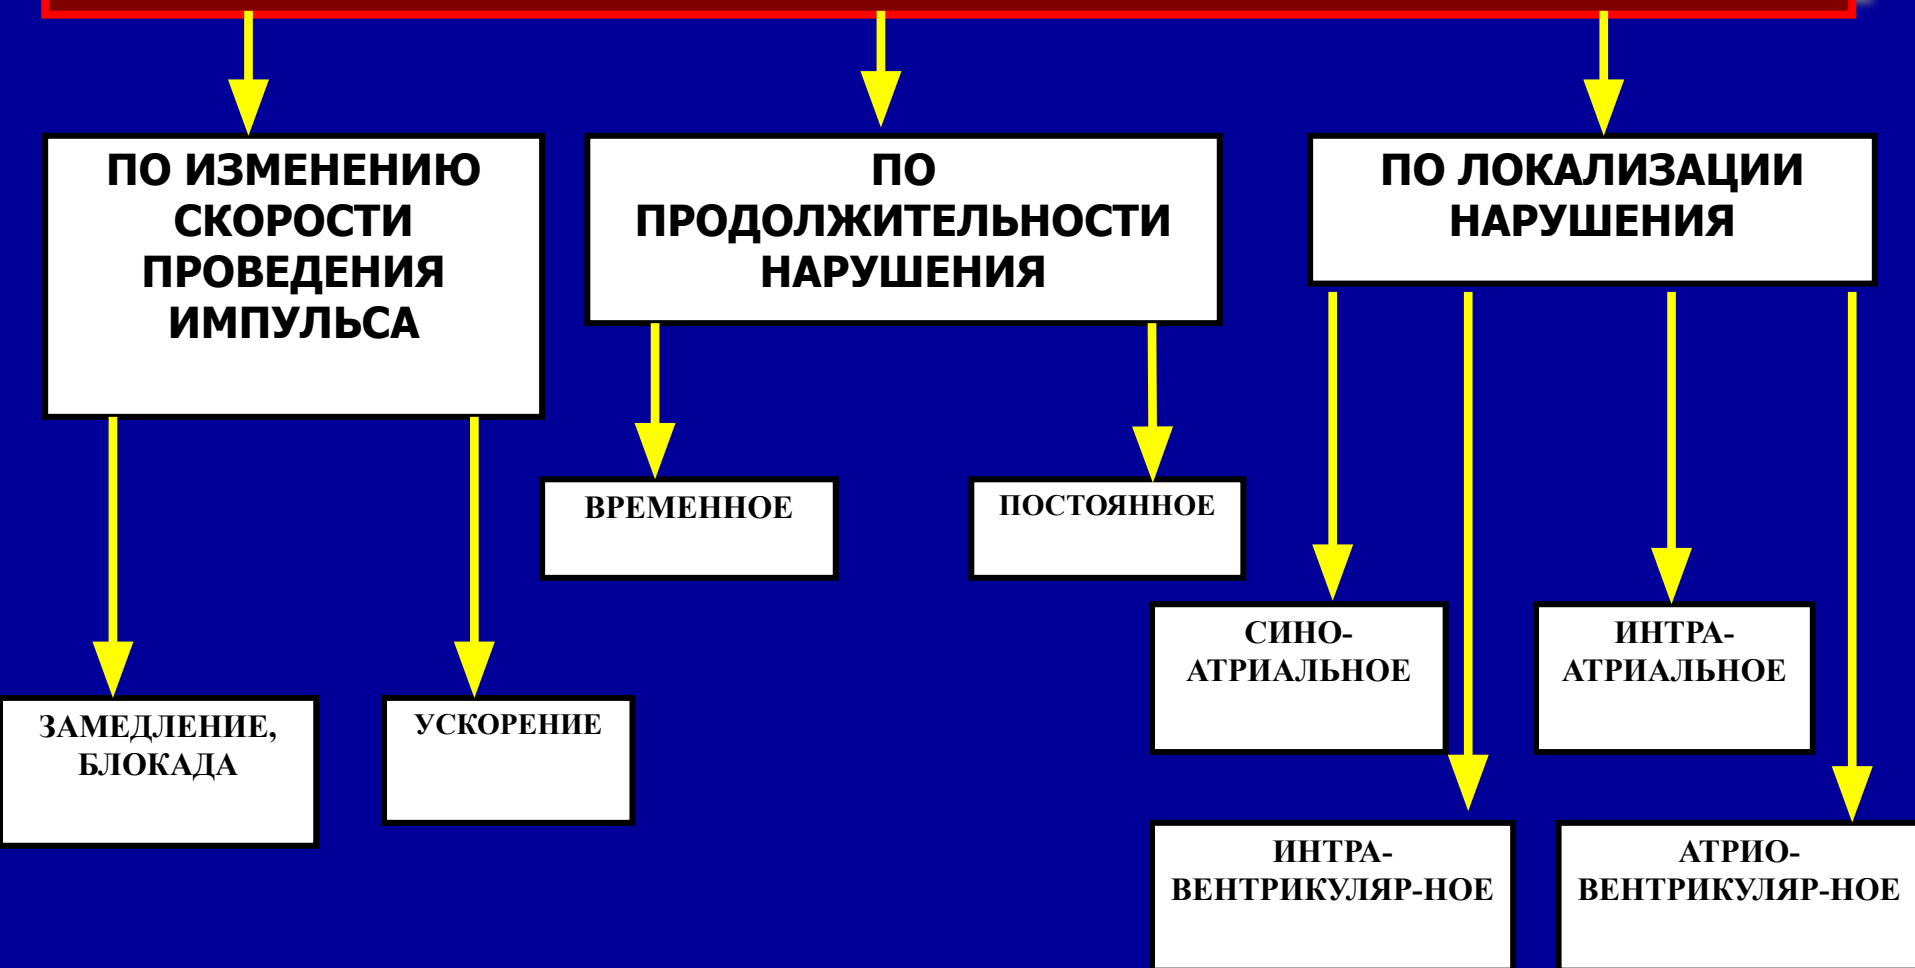 ПО ИЗМЕНЕНИЮ
СКОРОСТИ
ПРОВЕДЕНИЯ
ИМПУЛЬСА
ПО
ПРОДОЛЖИТЕЛЬНОСТИ
НАРУШЕНИЯ
ПО ЛОКАЛИЗАЦИИ
НАРУШЕНИЯ
ВРЕМЕННОЕ
ПОСТОЯННОЕ
СИНО-
АТРИАЛЬНОЕ
ИНТРА-
АТРИАЛЬНОЕ
ЗАМЕДЛЕНИЕ,
БЛОКАДА
УСКОРЕНИЕ
ИНТРА-
ВЕНТРИКУЛЯР-НОЕ
АТРИО-
ВЕНТРИКУЛЯР-НОЕ